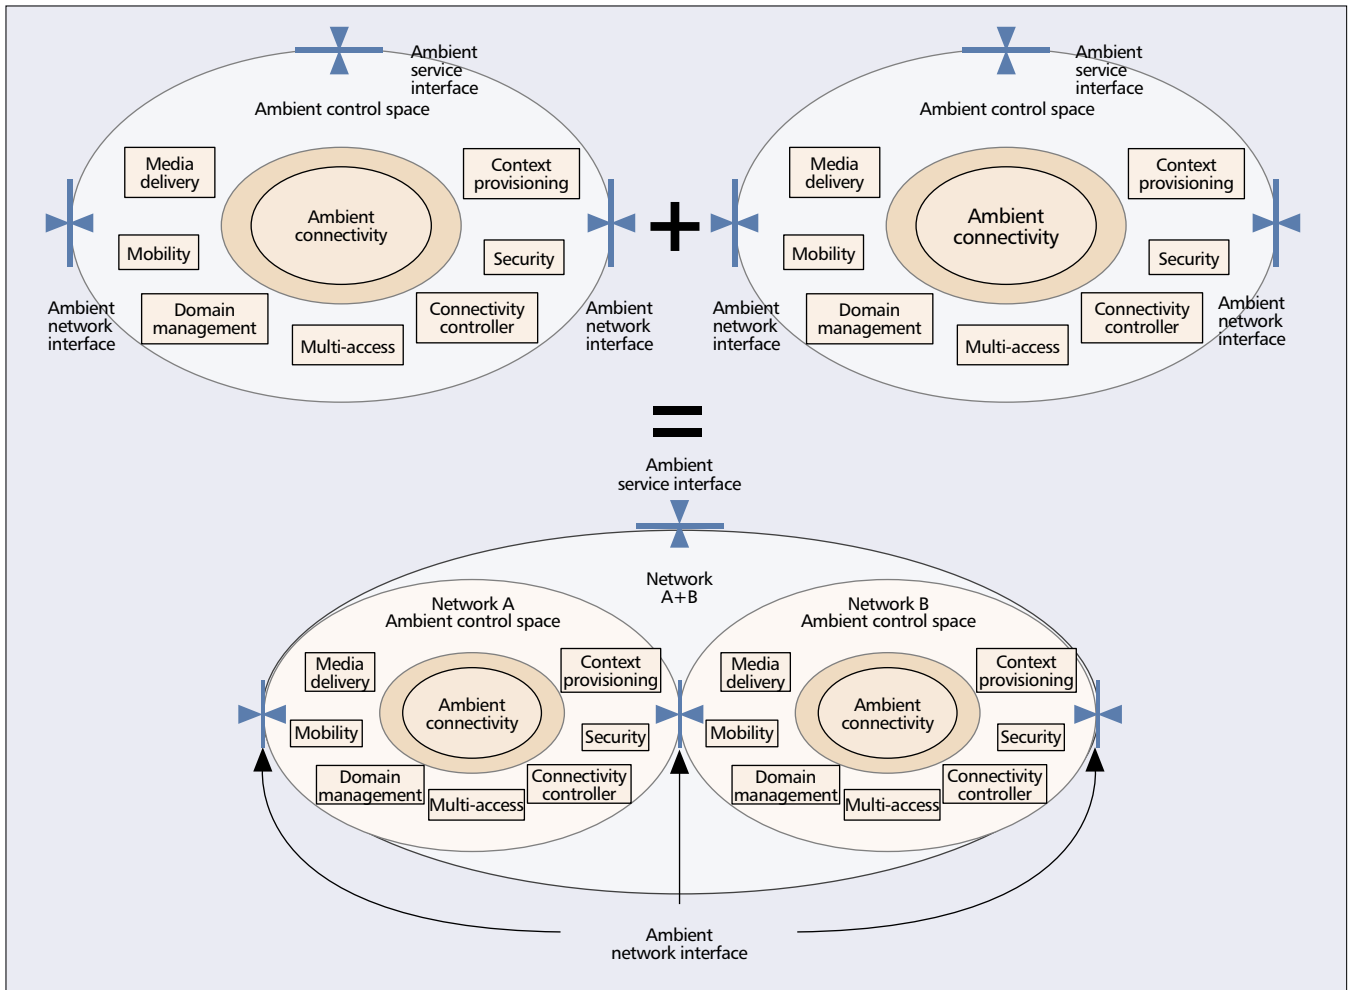 Ambient
service
interface
Ambient control space
Media
delivery
Context
provisioning
Ambient
connectivity
Mobility
Security
Domain
management
Connectivity
controller
Multi-access
Ambient
network
interface
Ambient
network
interface
+
Ambient
service
interface
Ambient control space
Media
delivery
Context
provisioning
Ambient
connectivity
Mobility
Security
Domain
management
Connectivity
controller
Multi-access
Ambient
network
interface
Ambient
network
interface
=
Ambient
service interface
Network
A+B
Network A
Ambient control space
Media
delivery
Context
provisioning
Ambient
connectivity
Mobility
Security
Domain
management
Connectivity
controller
Multi-access
Network B
Ambient control space
Media
delivery
Context
provisioning
Ambient
connectivity
Mobility
Security
Domain
management
Connectivity
controller
Multi-access
Ambient
network interface